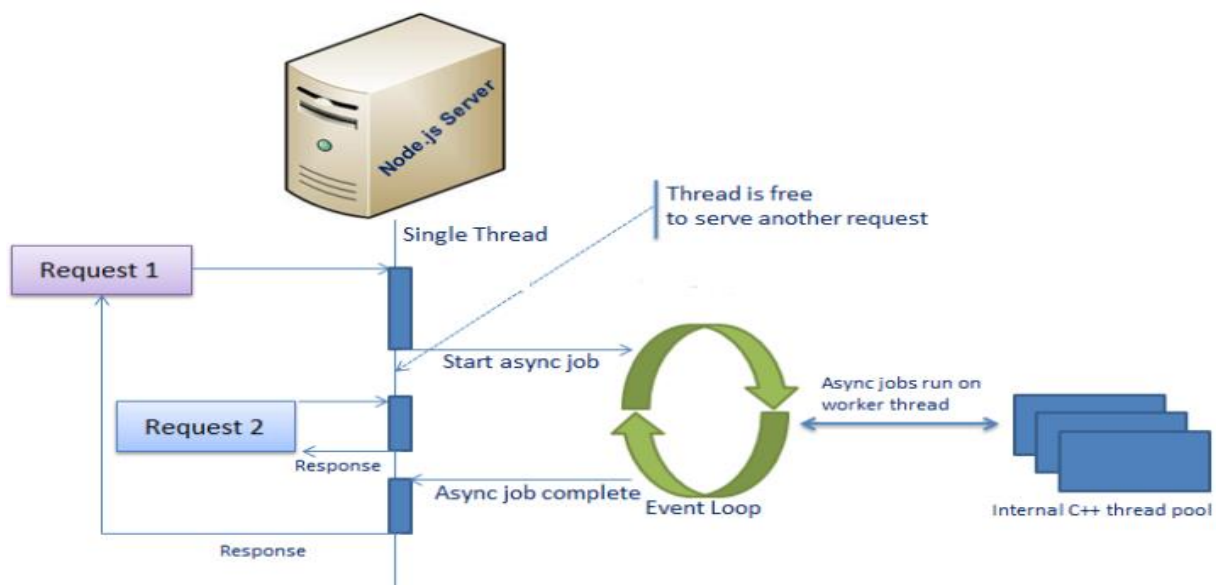 Node.js Server
Thread is free
to serve another request
Single Thread
Request 1
Start async job
Async jobs run on
worker thread
Request 2
Response
Async job complete
Event Loop
Internal C++ thread pool
Response